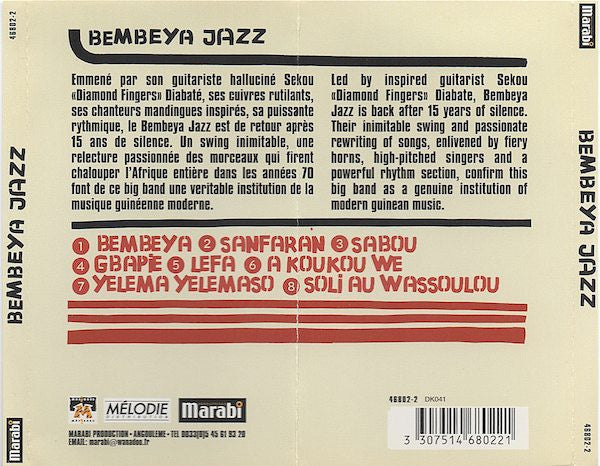 BEMBEYA JAZZ
Emmené par son guitariste halluciné Sekou
«Diamond Fingers» Diabaté, ses cuivres rutilants,
ses chanteurs mandingues inspirés, sa puissante
rythmique, le Bembeya Jazz est de retour après
15 ans de silence. Un swing inimitable, une
relecture passionnée des morceaux qui firent
chalouper l'Afrique entière dans les années 70
font de ce big band une veritable institution de la
musique guinéenne moderne.
Led by inspired guitarist Sekou
«Diamond Fingers» Diabate, Bembeya
Jazz is back after 15 years of silence.
Their inimitable swing and passionate
rewriting of songs, enlivened by fiery
horns, high-pitched singers and a
powerful rhythm section, confirm this
big band as a genuine institution of
modern guinean music.
1 BEMBEYA 2 SANFARAN 3 SABOU
4 GBAPIE 5 LEFA 6 A KOUKOU WE
7 YELEMA YELEMASO 8 SOLI AU WASSOULOU
MÉLODIE
DISTRIBUTION
Marabi
MARABI PRODUCTION • ANGOULEME • TEL 0033(0)5 45 61 93 20
EMAIL: marabi@wanadoo.fr
46802-2 DK041
3 307514 680221
46802-2
BEMBEYA JAZZ
Marabi
Marabi
BEMBEYA JAZZ
46802-2